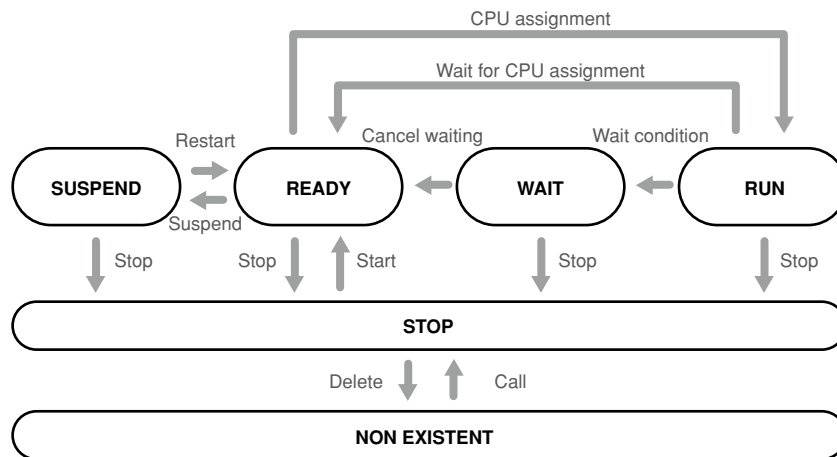 CPU assignment
Wait for CPU assignment
Restart
Cancel waiting
Wait condition
SUSPEND
READY
WAIT
RUN
Suspend
Stop
Stop
Start
Stop
Stop
STOP
Delete
Call
NON EXISTENT